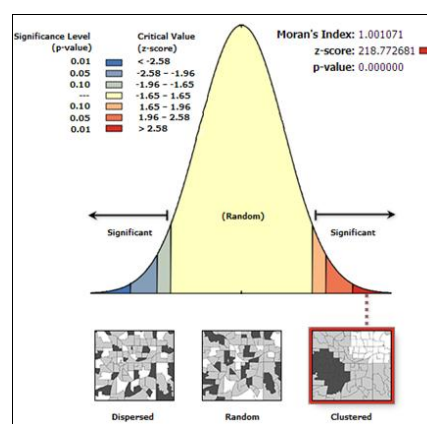 Significance Level
(p-value)
Critical Value
(z-score)
0.01 < -2.58
0.05 -2.58 - -1.96
0.10 -1.96 - -1.65
--- -1.65 - 1.65
0.10 1.65 - 1.96
0.05 1.96 - 2.58
0.01 > 2.58
Moran's Index: 1.001071
z-score: 218.772681
p-value: 0.000000
(Random)
Significant
Significant
Dispersed
Random
Clustered